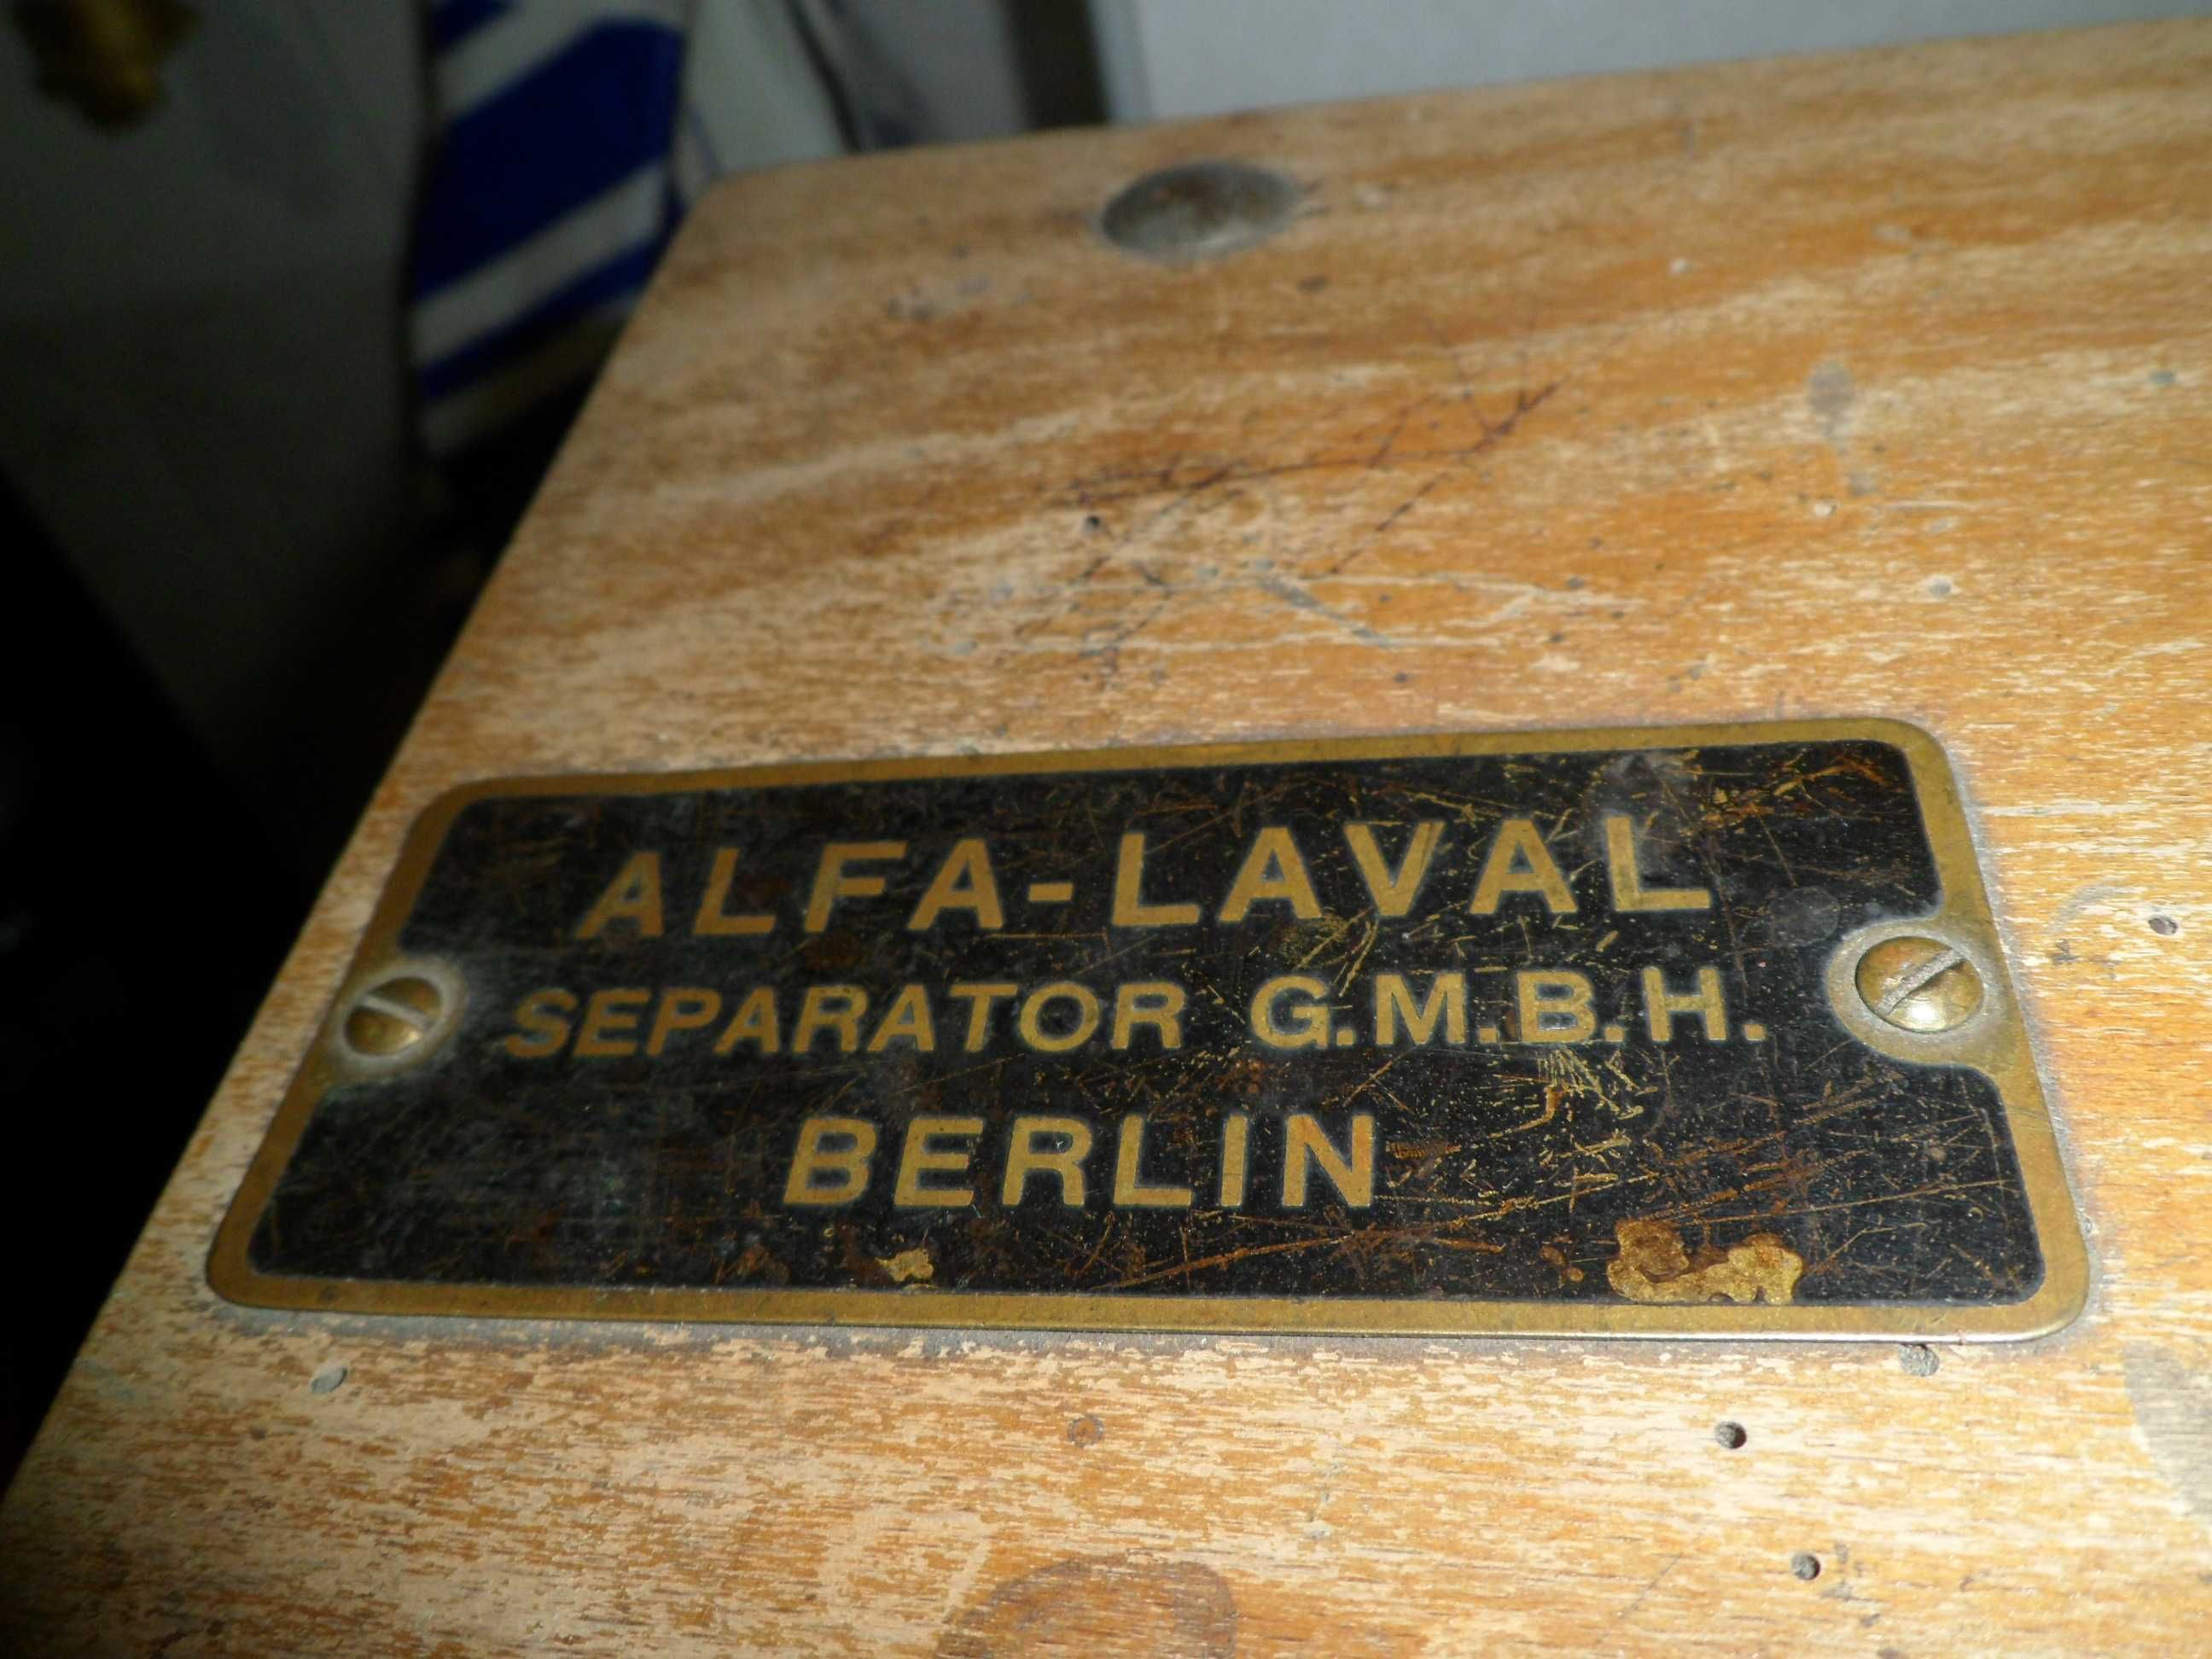 ALFA-LAVAL
SEPARATOR G.M.B.H.
BERLIN